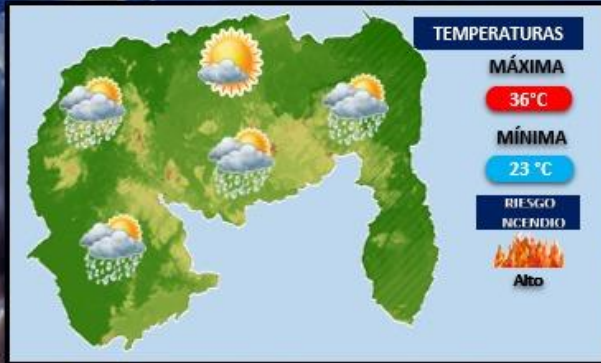 TEMPERATURAS
MÁXIMA
36°C
MÍNIMA
23 °C
RIESGO
NCENDIO
Alto